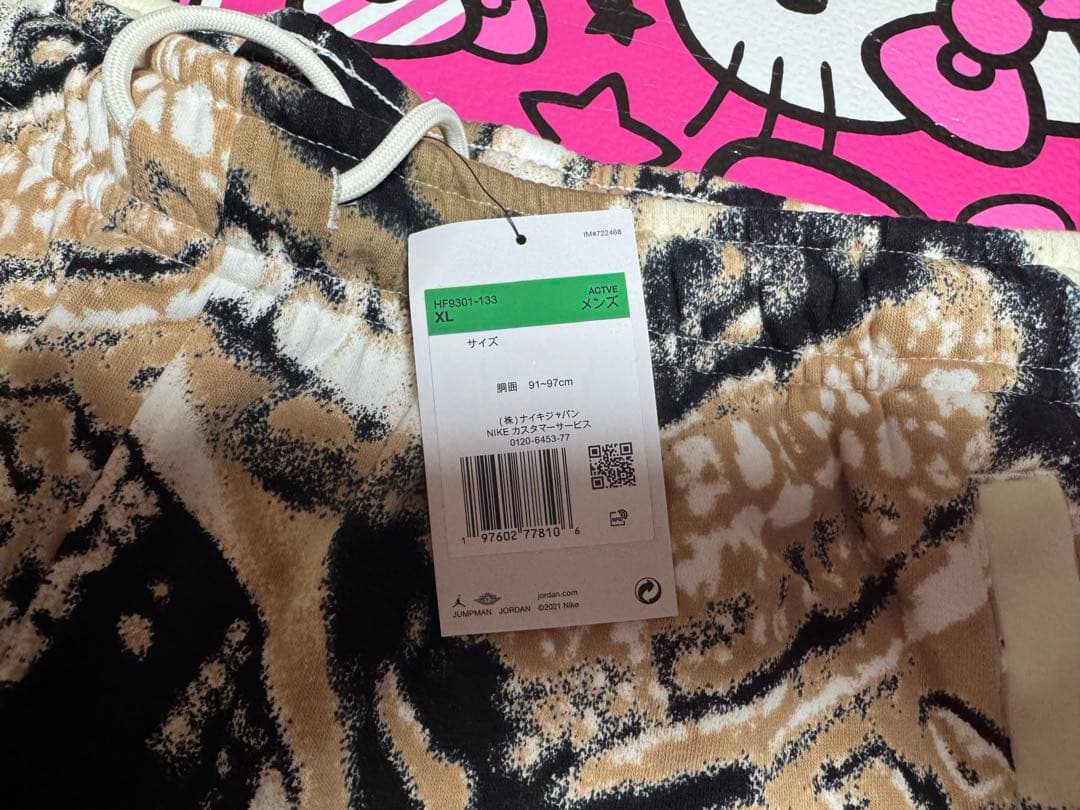 IM#722468
HF9301-133
XL
ACTVE
メンズ
サイズ
胴囲 91~97cm
(株)ナイキジャパン
NIKE カスタマーサービス
0120-6453-77
1 97602 77810 6
RFID
JUMPMAN JORDAN
jordan.com
©2021 Nike